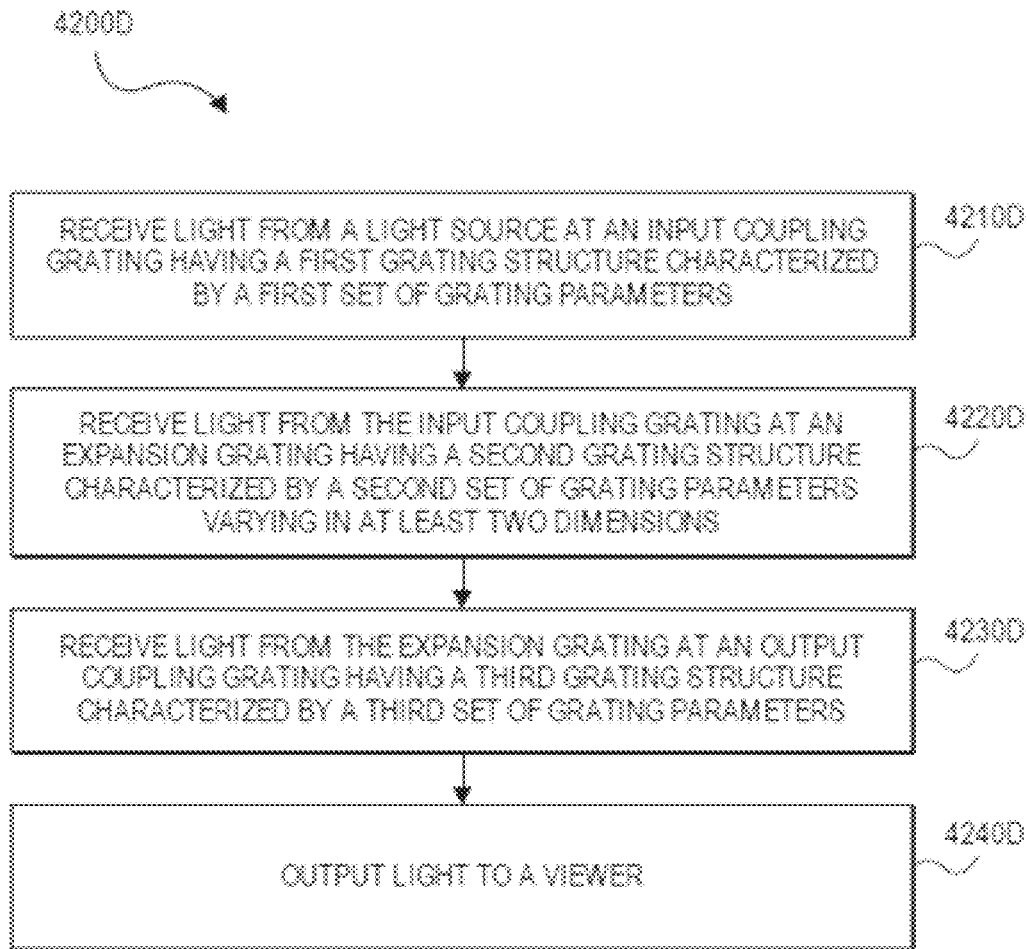 4200D
RECEIVE LIGHT FROM A LIGHT SOURCE AT AN INPUT COUPLING
GRATING HAVING A FIRST GRATING STRUCTURE CHARACTERIZED
BY A FIRST SET OF GRATING PARAMETERS
4210D
RECEIVE LIGHT FROM THE INPUT COUPLING GRATING AT AN
EXPANSION GRATING HAVING A SECOND GRATING STRUCTURE
CHARACTERIZED BY A SECOND SET OF GRATING PARAMETERS
VARYING IN AT LEAST TWO DIMENSIONS
4220D
RECEIVE LIGHT FROM THE EXPANSION GRATING AT AN OUTPUT
COUPLING GRATING HAVING A THIRD GRATING STRUCTURE
CHARACTERIZED BY A THIRD SET OF GRATING PARAMETERS
4230D
OUTPUT LIGHT TO A VIEWER
4240D